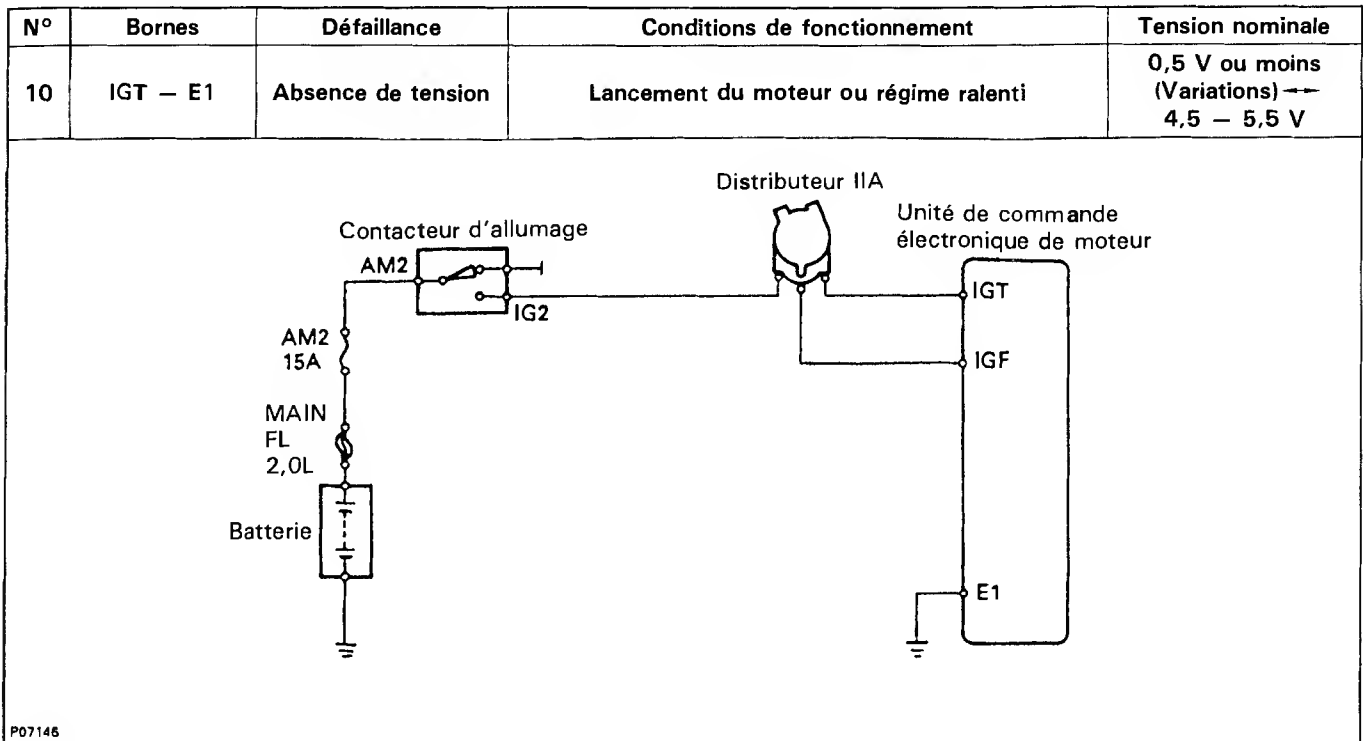 N° Bornes Défaillance Conditions de fonctionnement Tension nominale
10 IGT — E1 Absence de tension Lancement du moteur ou régime ralenti 0,5 V ou moins
(Variations) ↔
4,5 — 5,5 V
Distributeur IIA
Unité de commande
électronique de moteur
Contacteur d'allumage
AM2
IG2
IGT
IGF
AM2
15A
MAIN
FL
2,0L
Batterie
E1
P07146